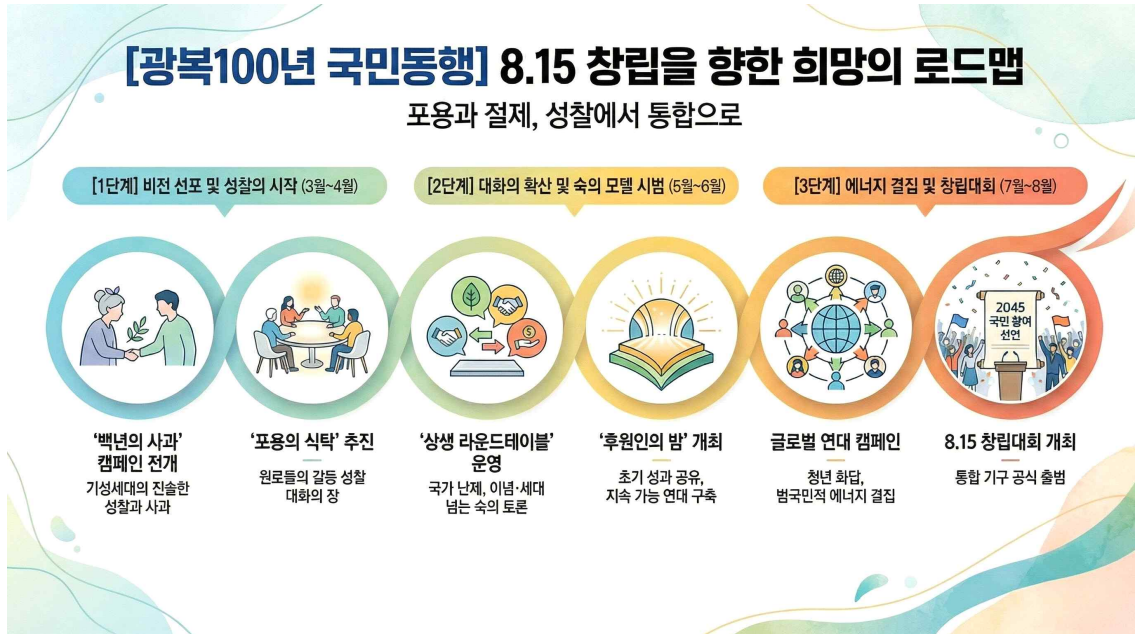 [광복100년 국민동행] 8.15 창립을 향한 희망의 로드맵
포용과 절제, 성찰에서 통합으로
[1단계] 비전 선포 및 성찰의 시작 (3월~4월)
[2단계] 대화의 확산 및 숙의 모델 시범 (5월~6월)
[3단계] 에너지 결집 및 창립대회 (7월~8월)
2045
국민 참여
선언
‘백년의 사과’
캠페인 전개
기성세대의 진솔한
성찰과 사과
‘포용의 식탁’ 추진
원로들의 갈등 성찰
대화의 장
‘상생 라운드테이블’
운영
국가 난제, 이념·세대
넘는 숙의 토론
‘후원인의 밤’ 개최
초기 성과 공유,
지속 가능 연대 구축
글로벌 연대 캠페인
청년 화답,
범국민적 에너지 결집
8.15 창립대회 개최
통합 기구 공식 출범